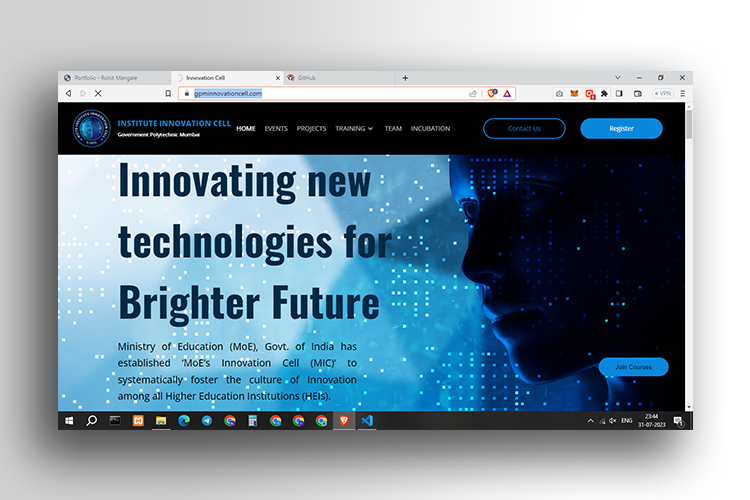 Portfolio - Rohit Mangale
Innovation Cell
GitHub
gpminnovationcell.com
VPN
INSTITUTE INNOVATION CELL
Government Polytechnic Mumbai
HOME EVENTS PROJECTS TRAINING TEAM INCUBATION
Contact Us
Register
Innovating new
technologies for
Brighter Future
Ministry of Education (MoE), Govt. of India has
established ‘MoE's Innovation Cell (MIC)’ to
systematically foster the culture of Innovation
among all Higher Education Institutions (HEIs).
Join Courses
ENG
23:44
31-07-2023